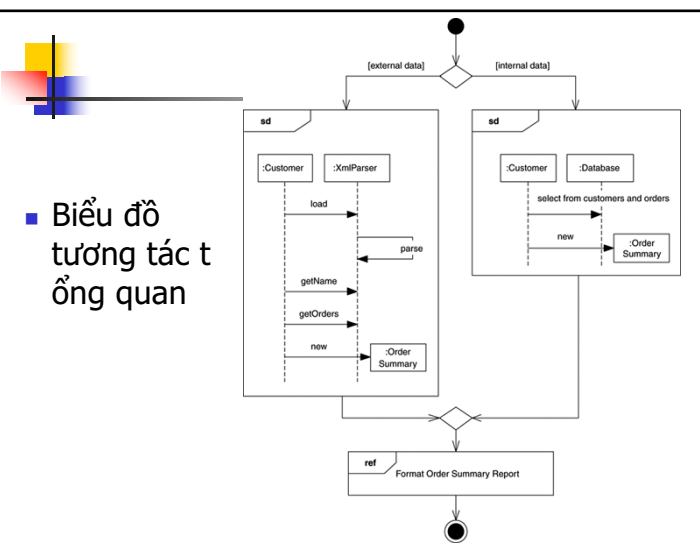 Biểu đồ
tương tác t
ổng quan
[external data]
[internal data]
sd
:Customer
:XmlParser
load
parse
getName
getOrders
new
:Order
Summary
sd
:Customer
:Database
select from customers and orders
new
:Order
Summary
ref
Format Order Summary Report